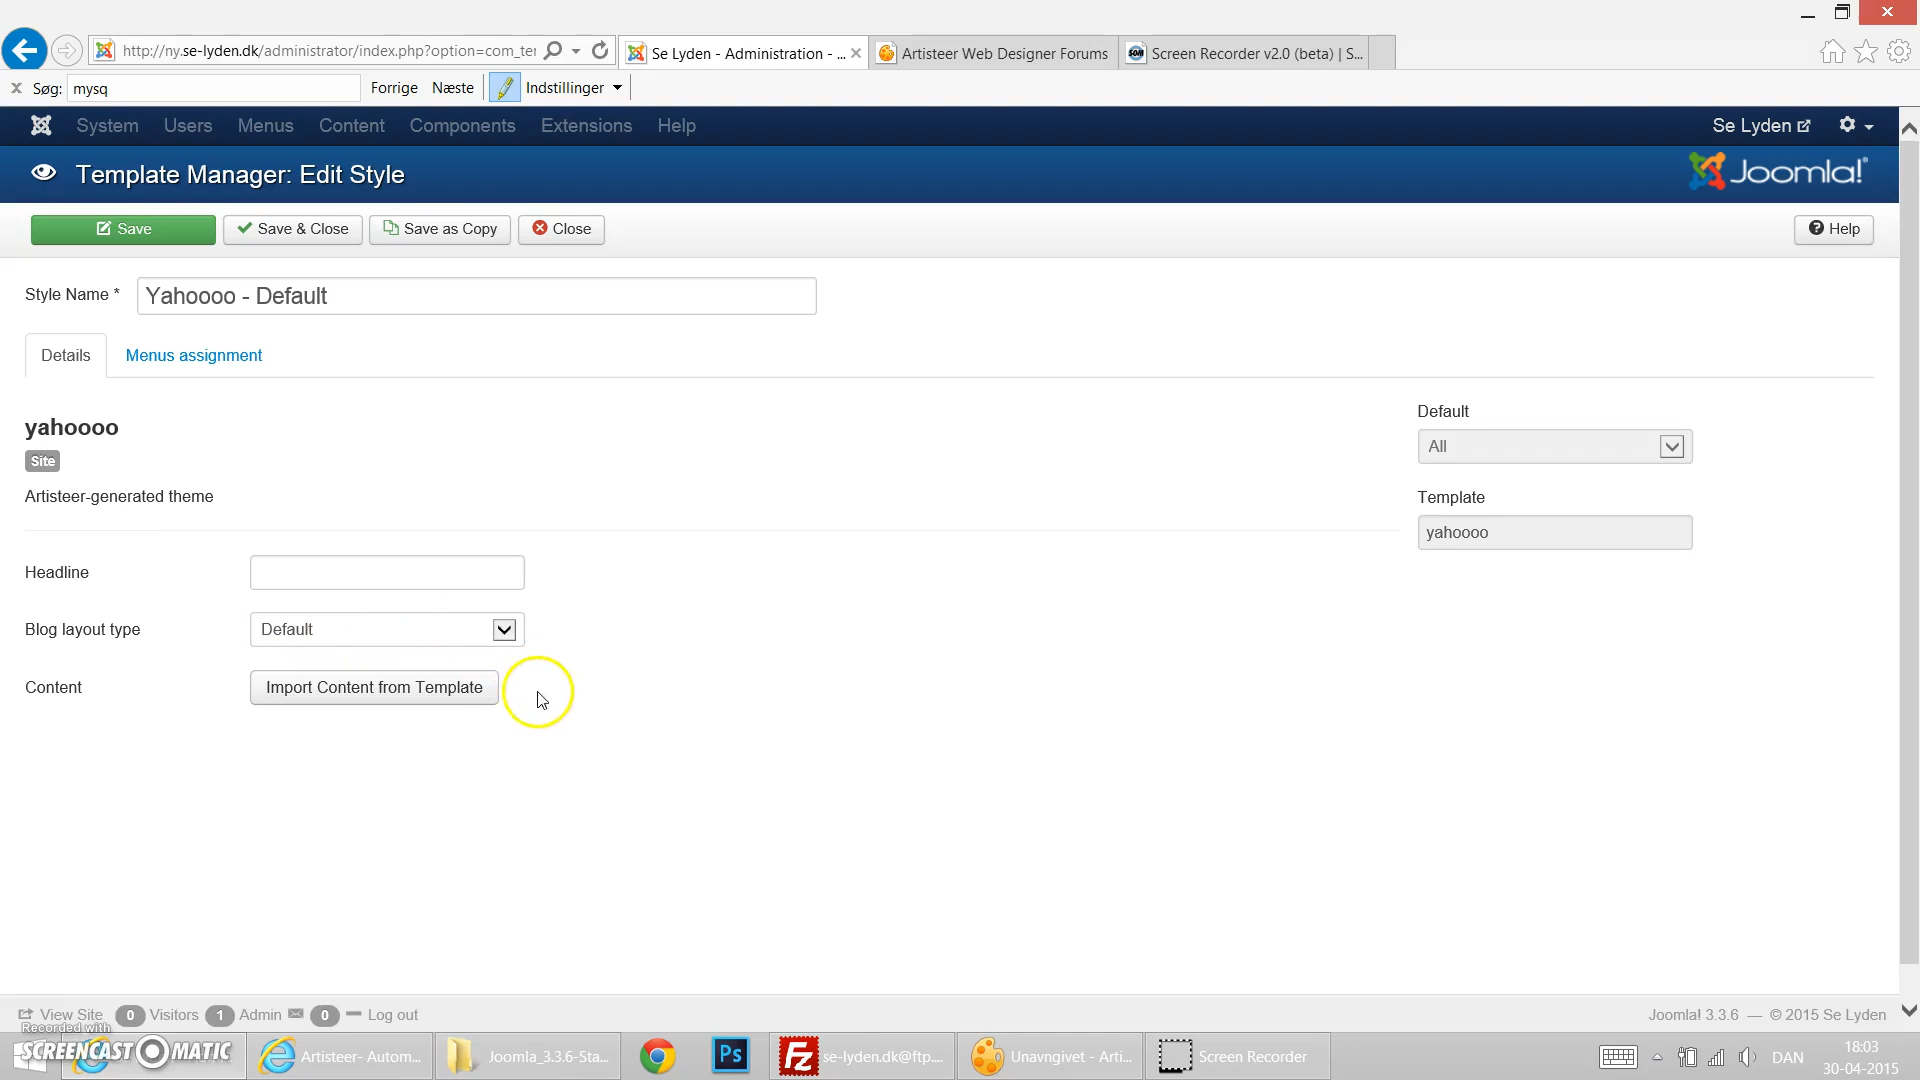 http://ny.se-lyden.dk/administrator/index.php?option=com_ter
Se Lyden - Administration - ...
Artisteer Web Designer Forums
Screen Recorder v2.0 (beta) | S...
Søg: mysq
Forrige
Næste
Indstillinger
System Users Menus Content Components Extensions Help
Se Lyden
Template Manager: Edit Style
Joomla!
Save
Save & Close
Save as Copy
Close
Help
Style Name * Yahoooo - Default
Details Menus assignment
yahoooo
Site
Artisteer-generated theme
Default
All
Template
yahoooo
Headline
Blog layout type Default
Content Import Content from Template
View Site 0 Visitors 1 Admin 0 Log out
Joomla! 3.3.6 — © 2015 Se Lyden
Recorded with
SCREENCAST MATIC
Artisteer- Autom...
Joomla_3.3.6-Sta...
Ps
Fz
se-lyden.dk@ftp....
Unavngivet - Arti...
Screen Recorder
DAN
18:03
30-04-2015